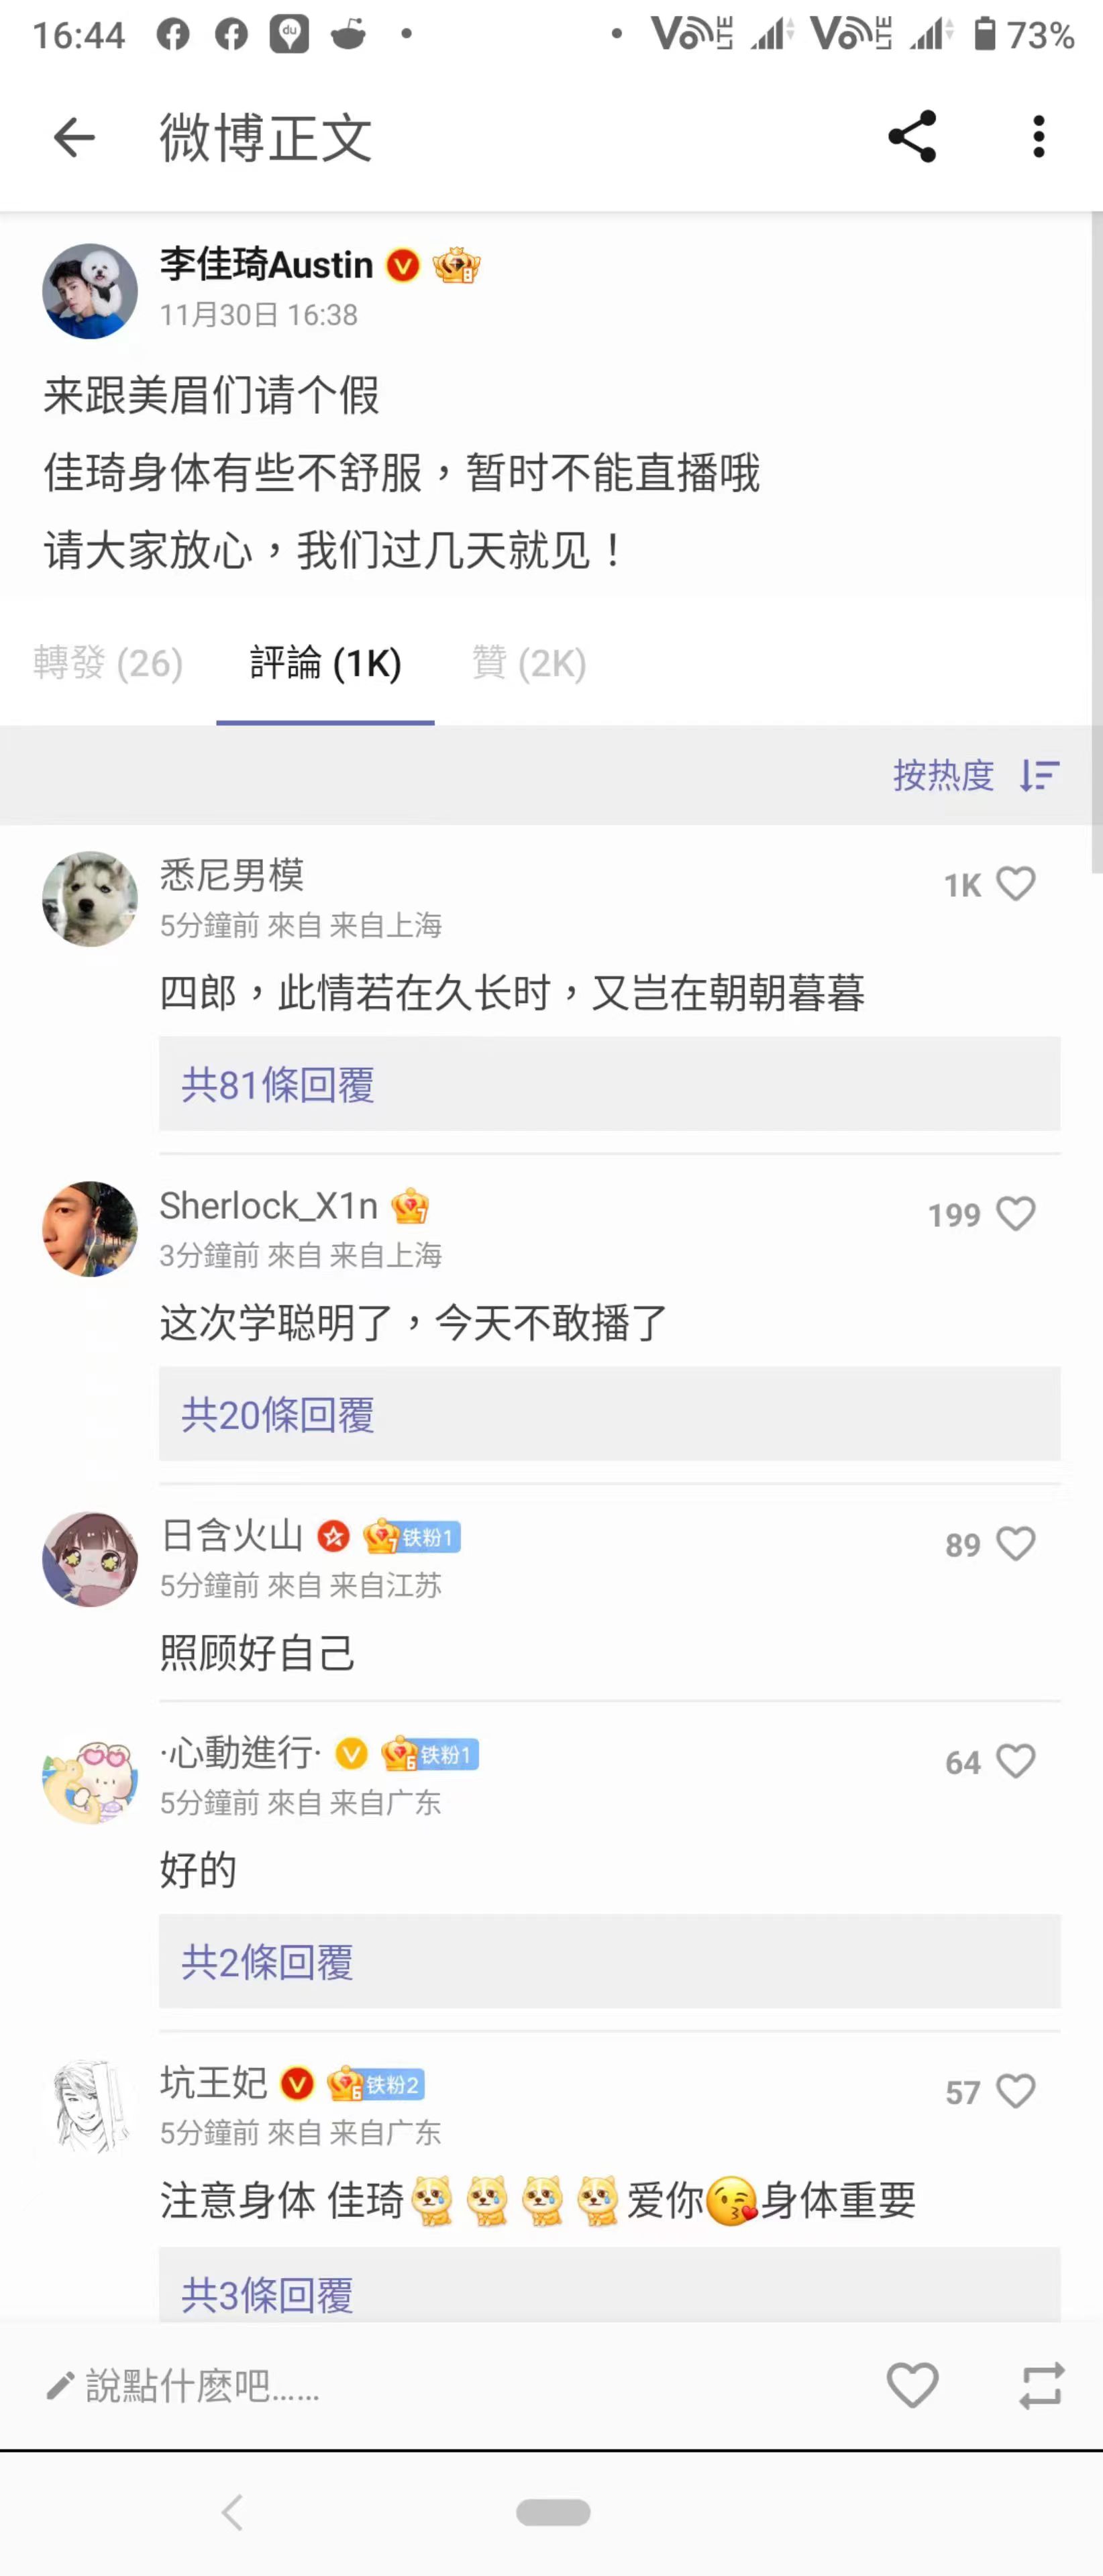 16:44 VoLTE VoLTE 73%
微博正文
李佳琦Austin
11月30日 16:38
来跟美眉们请个假
佳琦身体有些不舒服，暂时不能直播哦
请大家放心，我们过几天就见！
轉發 (26) 評論 (1K) 贊 (2K)
按热度
悉尼男模
1K
5分鐘前 來自 来自上海
四郎，此情若在久长时，又岂在朝朝暮暮
共81條回覆
Sherlock_X1n 7
199
3分鐘前 來自 来自上海
这次学聪明了，今天不敢播了
共20條回覆
日含火山 7 铁粉1
89
5分鐘前 來自 来自江苏
照顾好自己
·心動進行· 6 铁粉1
64
5分鐘前 來自 来自广东
好的
共2條回覆
坑王妃 6 铁粉2
57
5分鐘前 來自 来自广东
注意身体 佳琦爱你😘身体重要
共3條回覆
說點什麽吧......